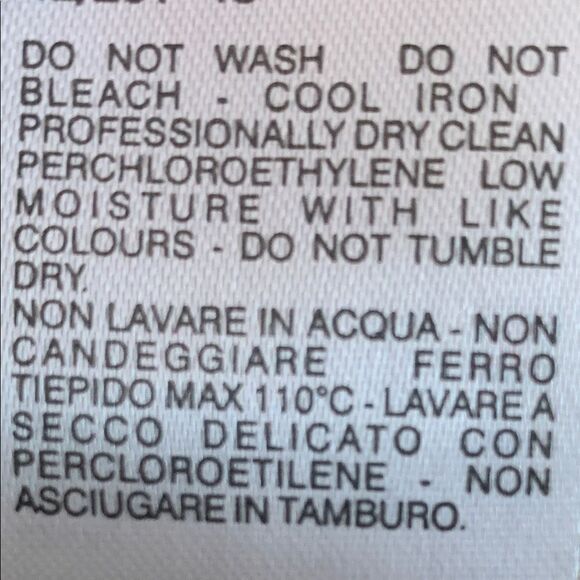 DO NOT WASH DO NOT
BLEACH - COOL IRON
PROFESSIONALLY DRY CLEAN
PERCHLOROETHYLENE LOW
MOISTURE WITH LIKE
COLOURS - DO NOT TUMBLE
DRY.
NON LAVARE IN ACQUA - NON
CANDEGGIARE FERRO
TIEPIDO MAX 110°C - LAVARE A
SECCO DELICATO CON
PERCLOROETILENE - NON
ASCIUGARE IN TAMBURO.